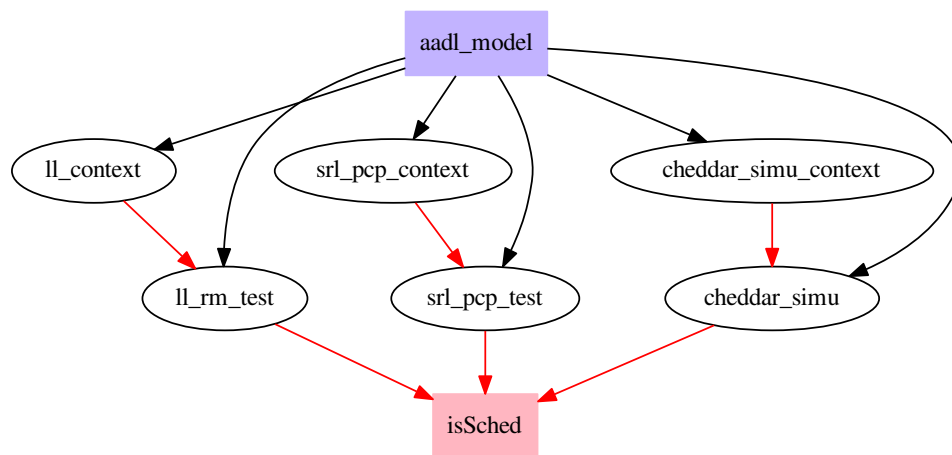 aadl_model
ll_context
srl_pcp_context
cheddar_simu_context
ll_rm_test
srl_pcp_test
cheddar_simu
isSched